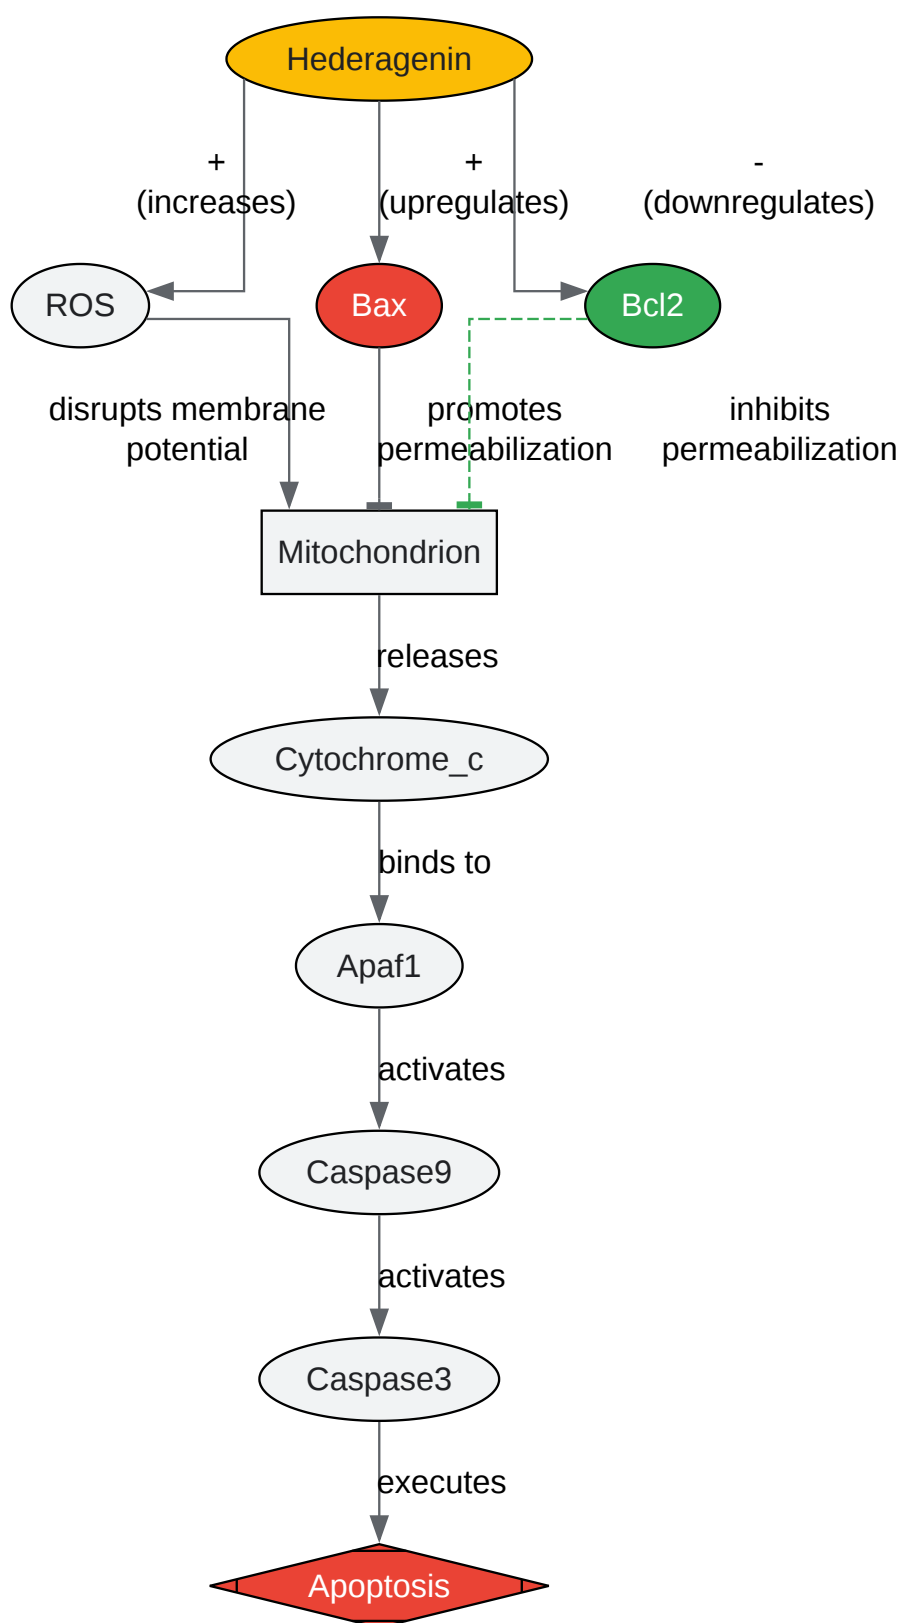 Hederagenin
+
(increases)
+
(upregulates)
-
(downregulates)
ROS
Bax
Bcl2
disrupts membrane
potential
promotes
permeabilization
inhibits
permeabilization
Mitochondrion
releases
Cytochrome_c
binds to
Apaf1
activates
Caspase9
activates
Caspase3
executes
Apoptosis